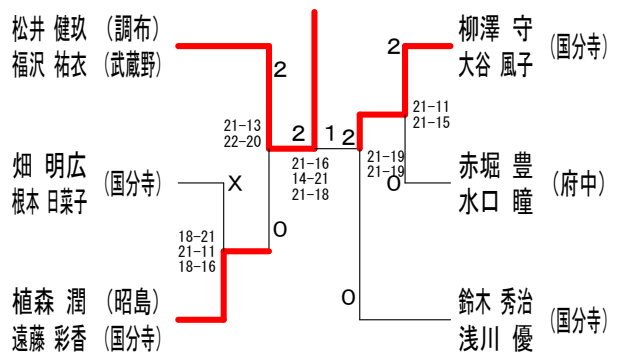 松井 健玖 (調布)
福沢 祐衣 (武蔵野)
2
21-13
22-20
畑 明広
根本 日菜子
(国分寺)
X
0
18-21
21-11
18-16
植森 潤 (昭島)
遠藤 彩香 (国分寺)
2
1
21-16
14-21
21-18
柳澤 守
大谷 風子
(国分寺)
2
21-11
21-15
2
21-19
21-19
0
赤堀 豊
水口 瞳
(府中)
0
鈴木 秀治
浅川 優
(国分寺)